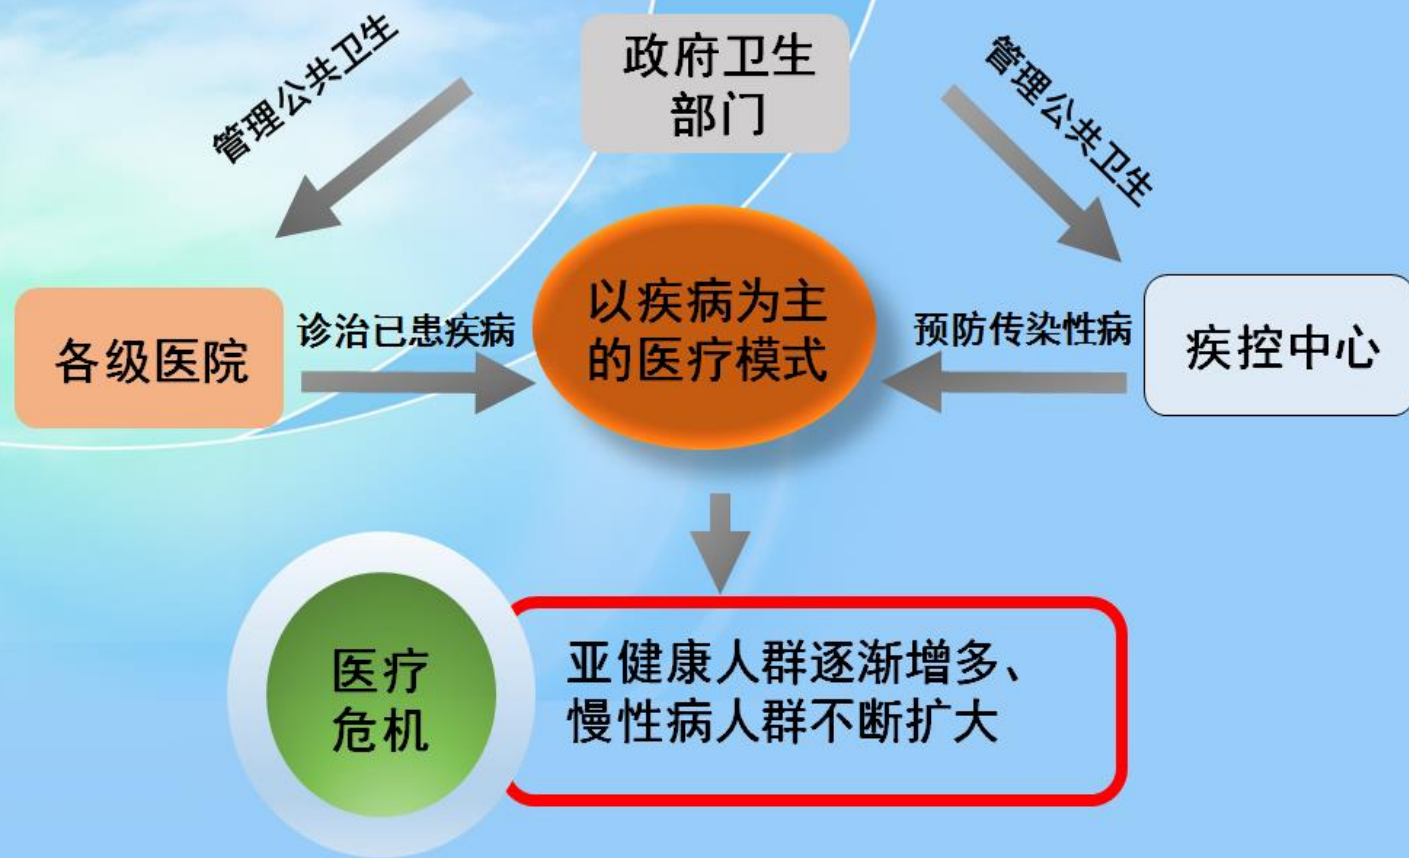 管理公共卫生
政府卫生
部门
管理公共卫生
各级医院
诊治已患疾病
以疾病为主
的医疗模式
预防传染性病
疾控中心
医疗
危机
亚健康人群逐渐增多、
慢性病人群不断扩大